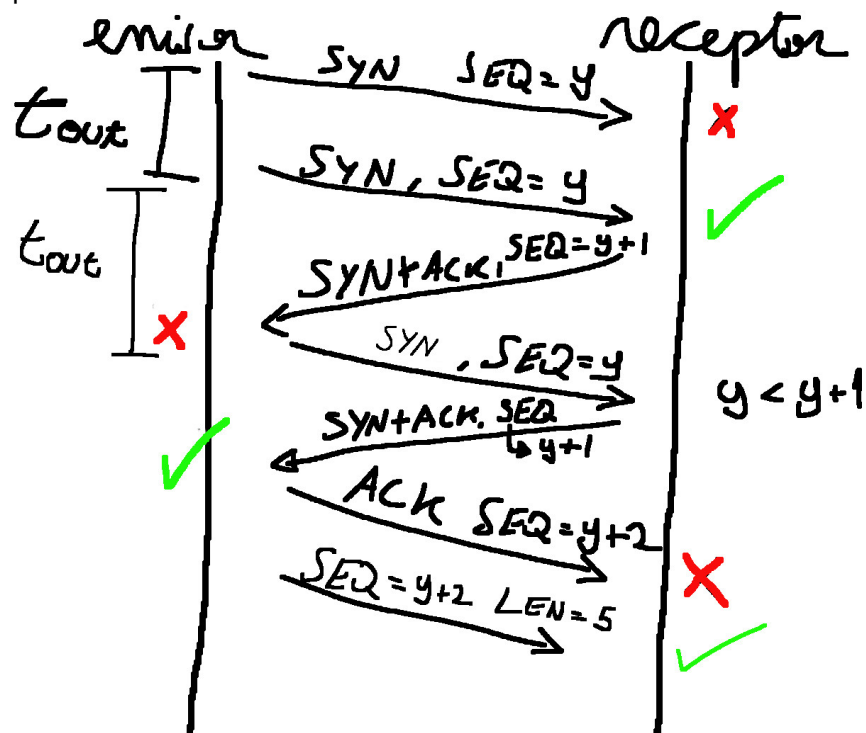 emisor receptor
SYN SEQ = y
tout
SYN, SEQ = y
tout
SEQ = y+1
SYN+ACK,
SYN, SEQ = y
y < y+1
SYN+ACK. SEQ
y+1
ACK SEQ = y+2
SEQ = y+2 LEN = 5